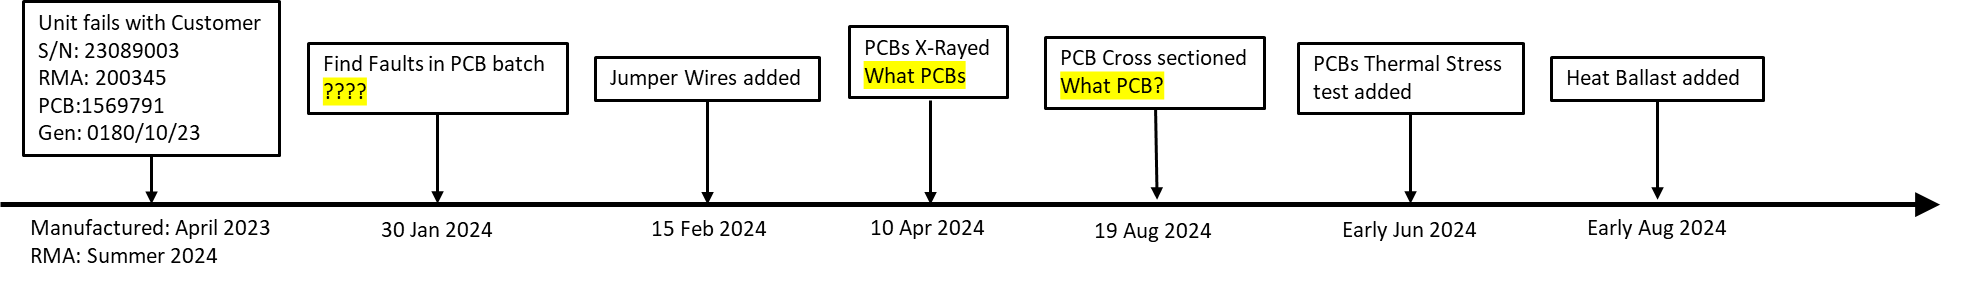 Unit fails with Customer
S/N: 23089003
RMA: 200345
PCB:1569791
Gen: 0180/10/23
Manufactured: April 2023
RMA: Summer 2024
Find Faults in PCB batch
????
30 Jan 2024
Jumper Wires added
15 Feb 2024
PCBs X-Rayed
What PCBs
10 Apr 2024
PCB Cross sectioned
What PCB?
19 Aug 2024
PCBs Thermal Stress
test added
Early Jun 2024
Heat Ballast added
Early Aug 2024